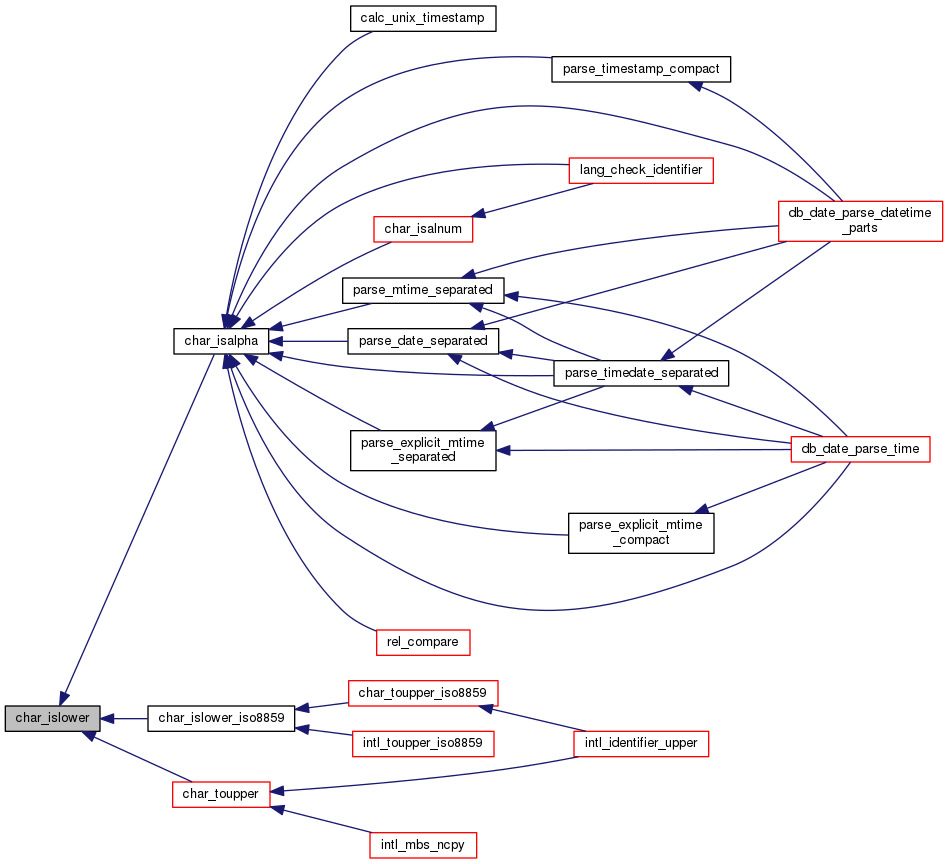 calc_unix_timestamp
parse_timestamp_compact
lang_check_identifier
db_date_parse_datetime
_parts
char_isalnum
parse_mtime_separated
char_isalpha
parse_date_separated
parse_timedate_separated
parse_explicit_mtime
_separated
db_date_parse_time
parse_explicit_mtime
_compact
rel_compare
char_toupper_iso8859
char_islower
char_islower_iso8859
intl_toupper_iso8859
intl_identifier_upper
char_toupper
intl_mbs_ncpy